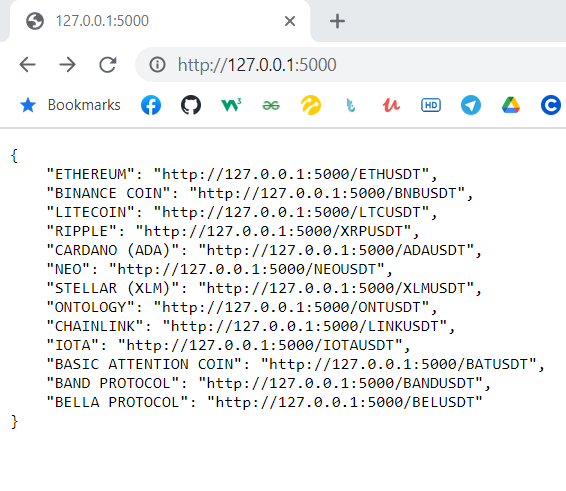 127.0.0.1:5000
http://127.0.0.1:5000
Bookmarks
HD
{
    "ETHEREUM": "http://127.0.0.1:5000/ETHUSDT",
    "BINANCE COIN": "http://127.0.0.1:5000/BNBUSDT",
    "LITECOIN": "http://127.0.0.1:5000/LTCUSDT",
    "RIPPLE": "http://127.0.0.1:5000/XRPUSDT",
    "CARDANO (ADA)": "http://127.0.0.1:5000/ADAUSDT",
    "NEO": "http://127.0.0.1:5000/NEOUSDT",
    "STELLAR (XLM)": "http://127.0.0.1:5000/XLMUSDT",
    "ONTOLOGY": "http://127.0.0.1:5000/ONTUSDT",
    "CHAINLINK": "http://127.0.0.1:5000/LINKUSDT",
    "IOTA": "http://127.0.0.1:5000/IOTAUSDT",
    "BASIC ATTENTION COIN": "http://127.0.0.1:5000/BATUSDT",
    "BAND PROTOCOL": "http://127.0.0.1:5000/BANDUSDT",
    "BELLA PROTOCOL": "http://127.0.0.1:5000/BELUSDT"
}